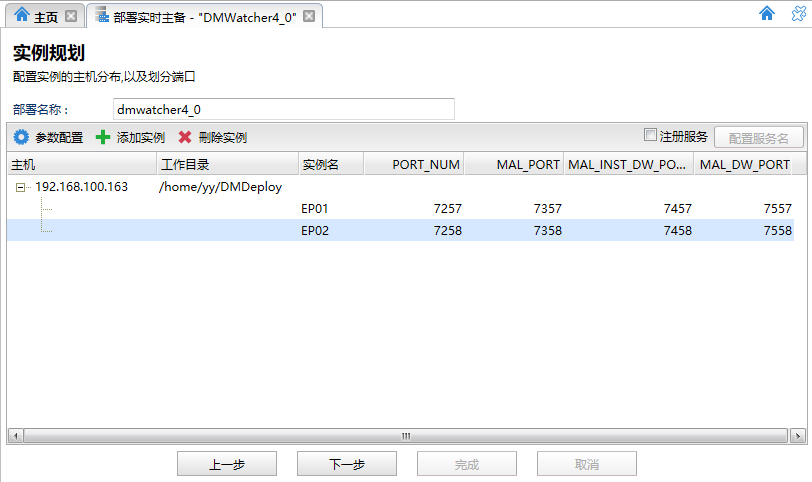 主页 部署实时主备 - "DMWatcher4_0"
实例规划
配置实例的主机分布,以及划分端口
部署名称： dmwatcher4_0
参数配置 添加实例 删除实例 注册服务 配置服务名
主机 工作目录 实例名 PORT_NUM MAL_PORT MAL_INST_DW_PO... MAL_DW_PORT
192.168.100.163 /home/yy/DMDeploy
EP01 7257 7357 7457 7557
EP02 7258 7358 7458 7558
上一步 下一步 完成 取消